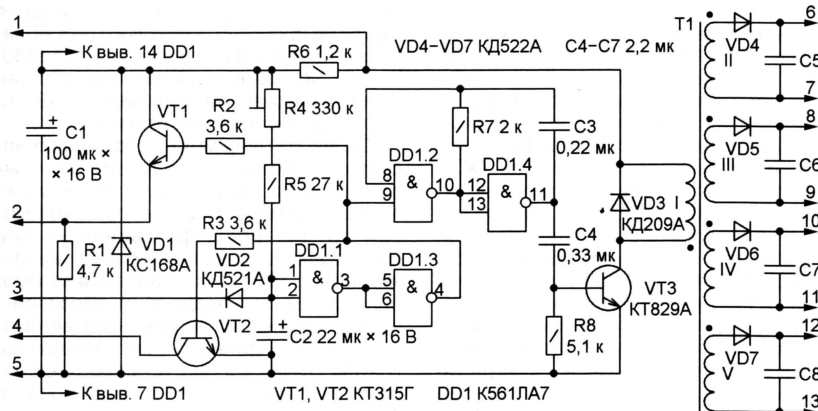 1
К выв. 14 DD1
R6 1,2 к
VD4–VD7 КД522А
C4–C7 2,2 мк
T1
6
VD4
II
C5
7
VT1
R2
3,6 к
R4 330 к
R7 2 к
C3
0,22 мк
+
C1
100 мк ×
× 16 В
8
VD5
III
C6
9
DD1.2
8
&
9
10
DD1.4
12
&
13
11
R5 27 к
VD3
I
КД209А
2
R3 3,6 к
10
VD6
IV
C7
11
R1
4,7 к
VD1
КС168А
VD2
КД521А
DD1.1
1
&
2
3
DD1.3
5
&
6
4
C4
0,33 мк
VT3
КТ829А
3
4
VT2
+
C2 22 мк × 16 В
R8
5,1 к
12
VD7
V
C8
13
5
К выв. 7 DD1
VT1, VT2 КТ315Г
DD1 К561ЛА7